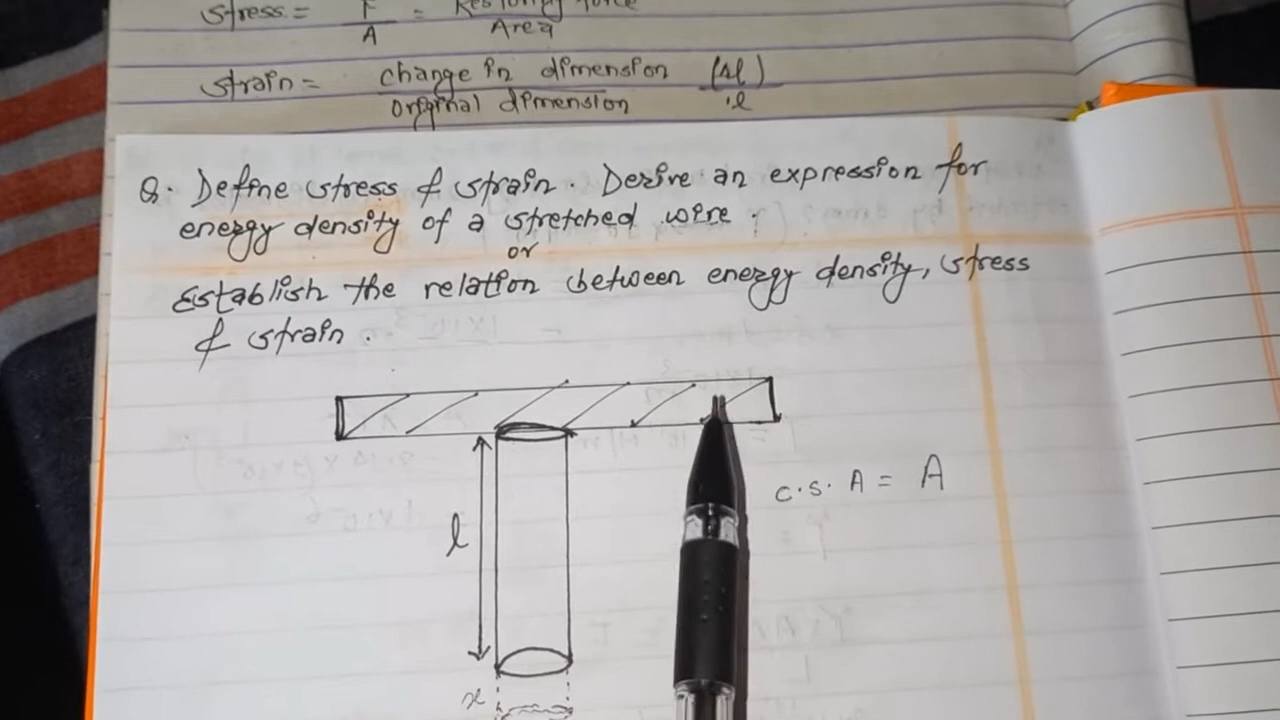 stress = F/A = Restoring force / Area
strain = change in dimension / original dimension (Δl) / l
Q. Define stress & strain. Derive an expression for
energy density of a stretched wire.
or
Establish the relation between energy density, stress
& strain.
c.s. A = A
l
x